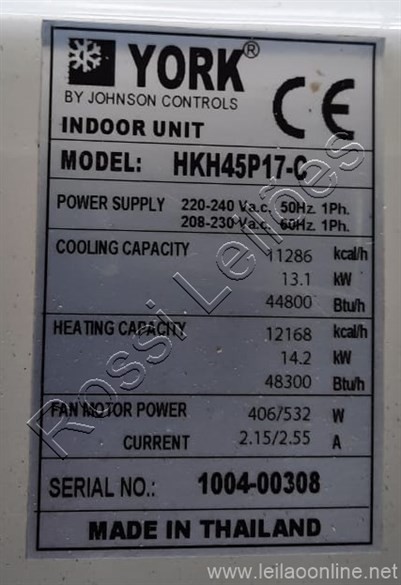 YORK®
BY JOHNSON CONTROLS
CE
INDOOR UNIT
MODEL: HKH45P17-C
POWER SUPPLY 220-240 Va.c. 50Hz. 1Ph.
208-230 Va.c. 60Hz. 1Ph.
COOLING CAPACITY 11286 kcal/h
13.1 kW
44800 Btu/h
HEATING CAPACITY 12168 kcal/h
14.2 kW
48300 Btu/h
FAN MOTOR POWER 406/532 W
CURRENT 2.15/2.55 A
SERIAL NO.: 1004-00308
MADE IN THAILAND
Rossi Leilões
www.leilaoonline.net